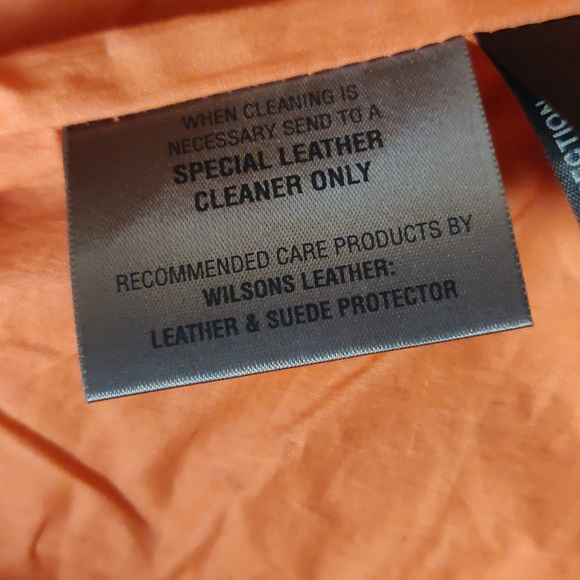 WHEN CLEANING IS
NECESSARY SEND TO A
SPECIAL LEATHER
CLEANER ONLY
RECOMMENDED CARE PRODUCTS BY
WILSONS LEATHER:
LEATHER & SUEDE PROTECTOR